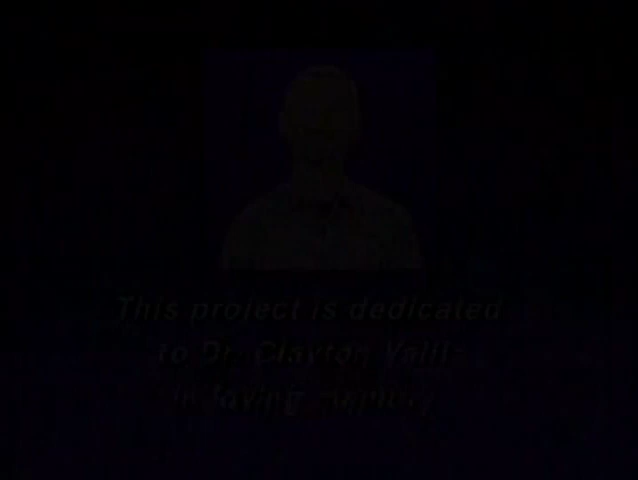 This project is dedicated
to Dr. Clayton Valli
in loving memory